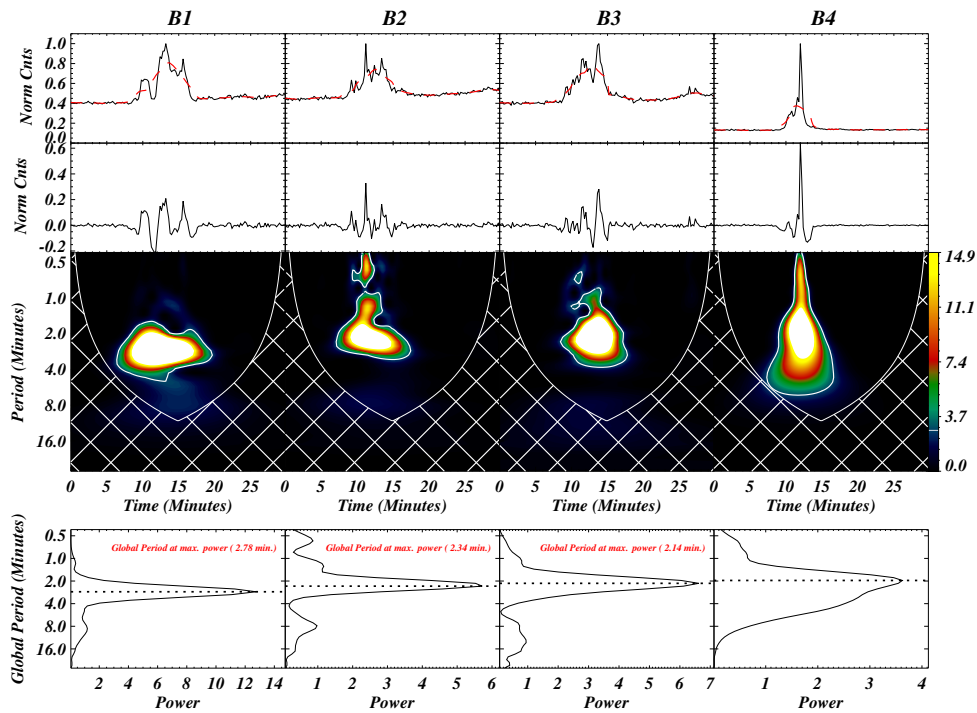 B1 B2 B3 B4
Norm Cnts
1.0
0.8
0.6
0.4
0.2
0.0
Norm Cnts
0.6
0.4
0.2
0.0
-0.2
Period (Minutes)
0.5
1.0
2.0
4.0
8.0
16.0
14.9
11.1
7.4
3.7
0.0
0 5 10 15 20 25 0 5 10 15 20 25 0 5 10 15 20 25 0 5 10 15 20 25
Time (Minutes) Time (Minutes) Time (Minutes) Time (Minutes)
Global Period (Minutes)
0.5
1.0
2.0
4.0
8.0
16.0
Global Period at max. power ( 2.78 min.)
Global Period at max. power ( 2.34 min.)
Global Period at max. power ( 2.14 min.)
2 4 6 8 10 12 14 1 2 3 4 5 6 1 2 3 4 5 6 7 1 2 3 4
Power Power Power Power